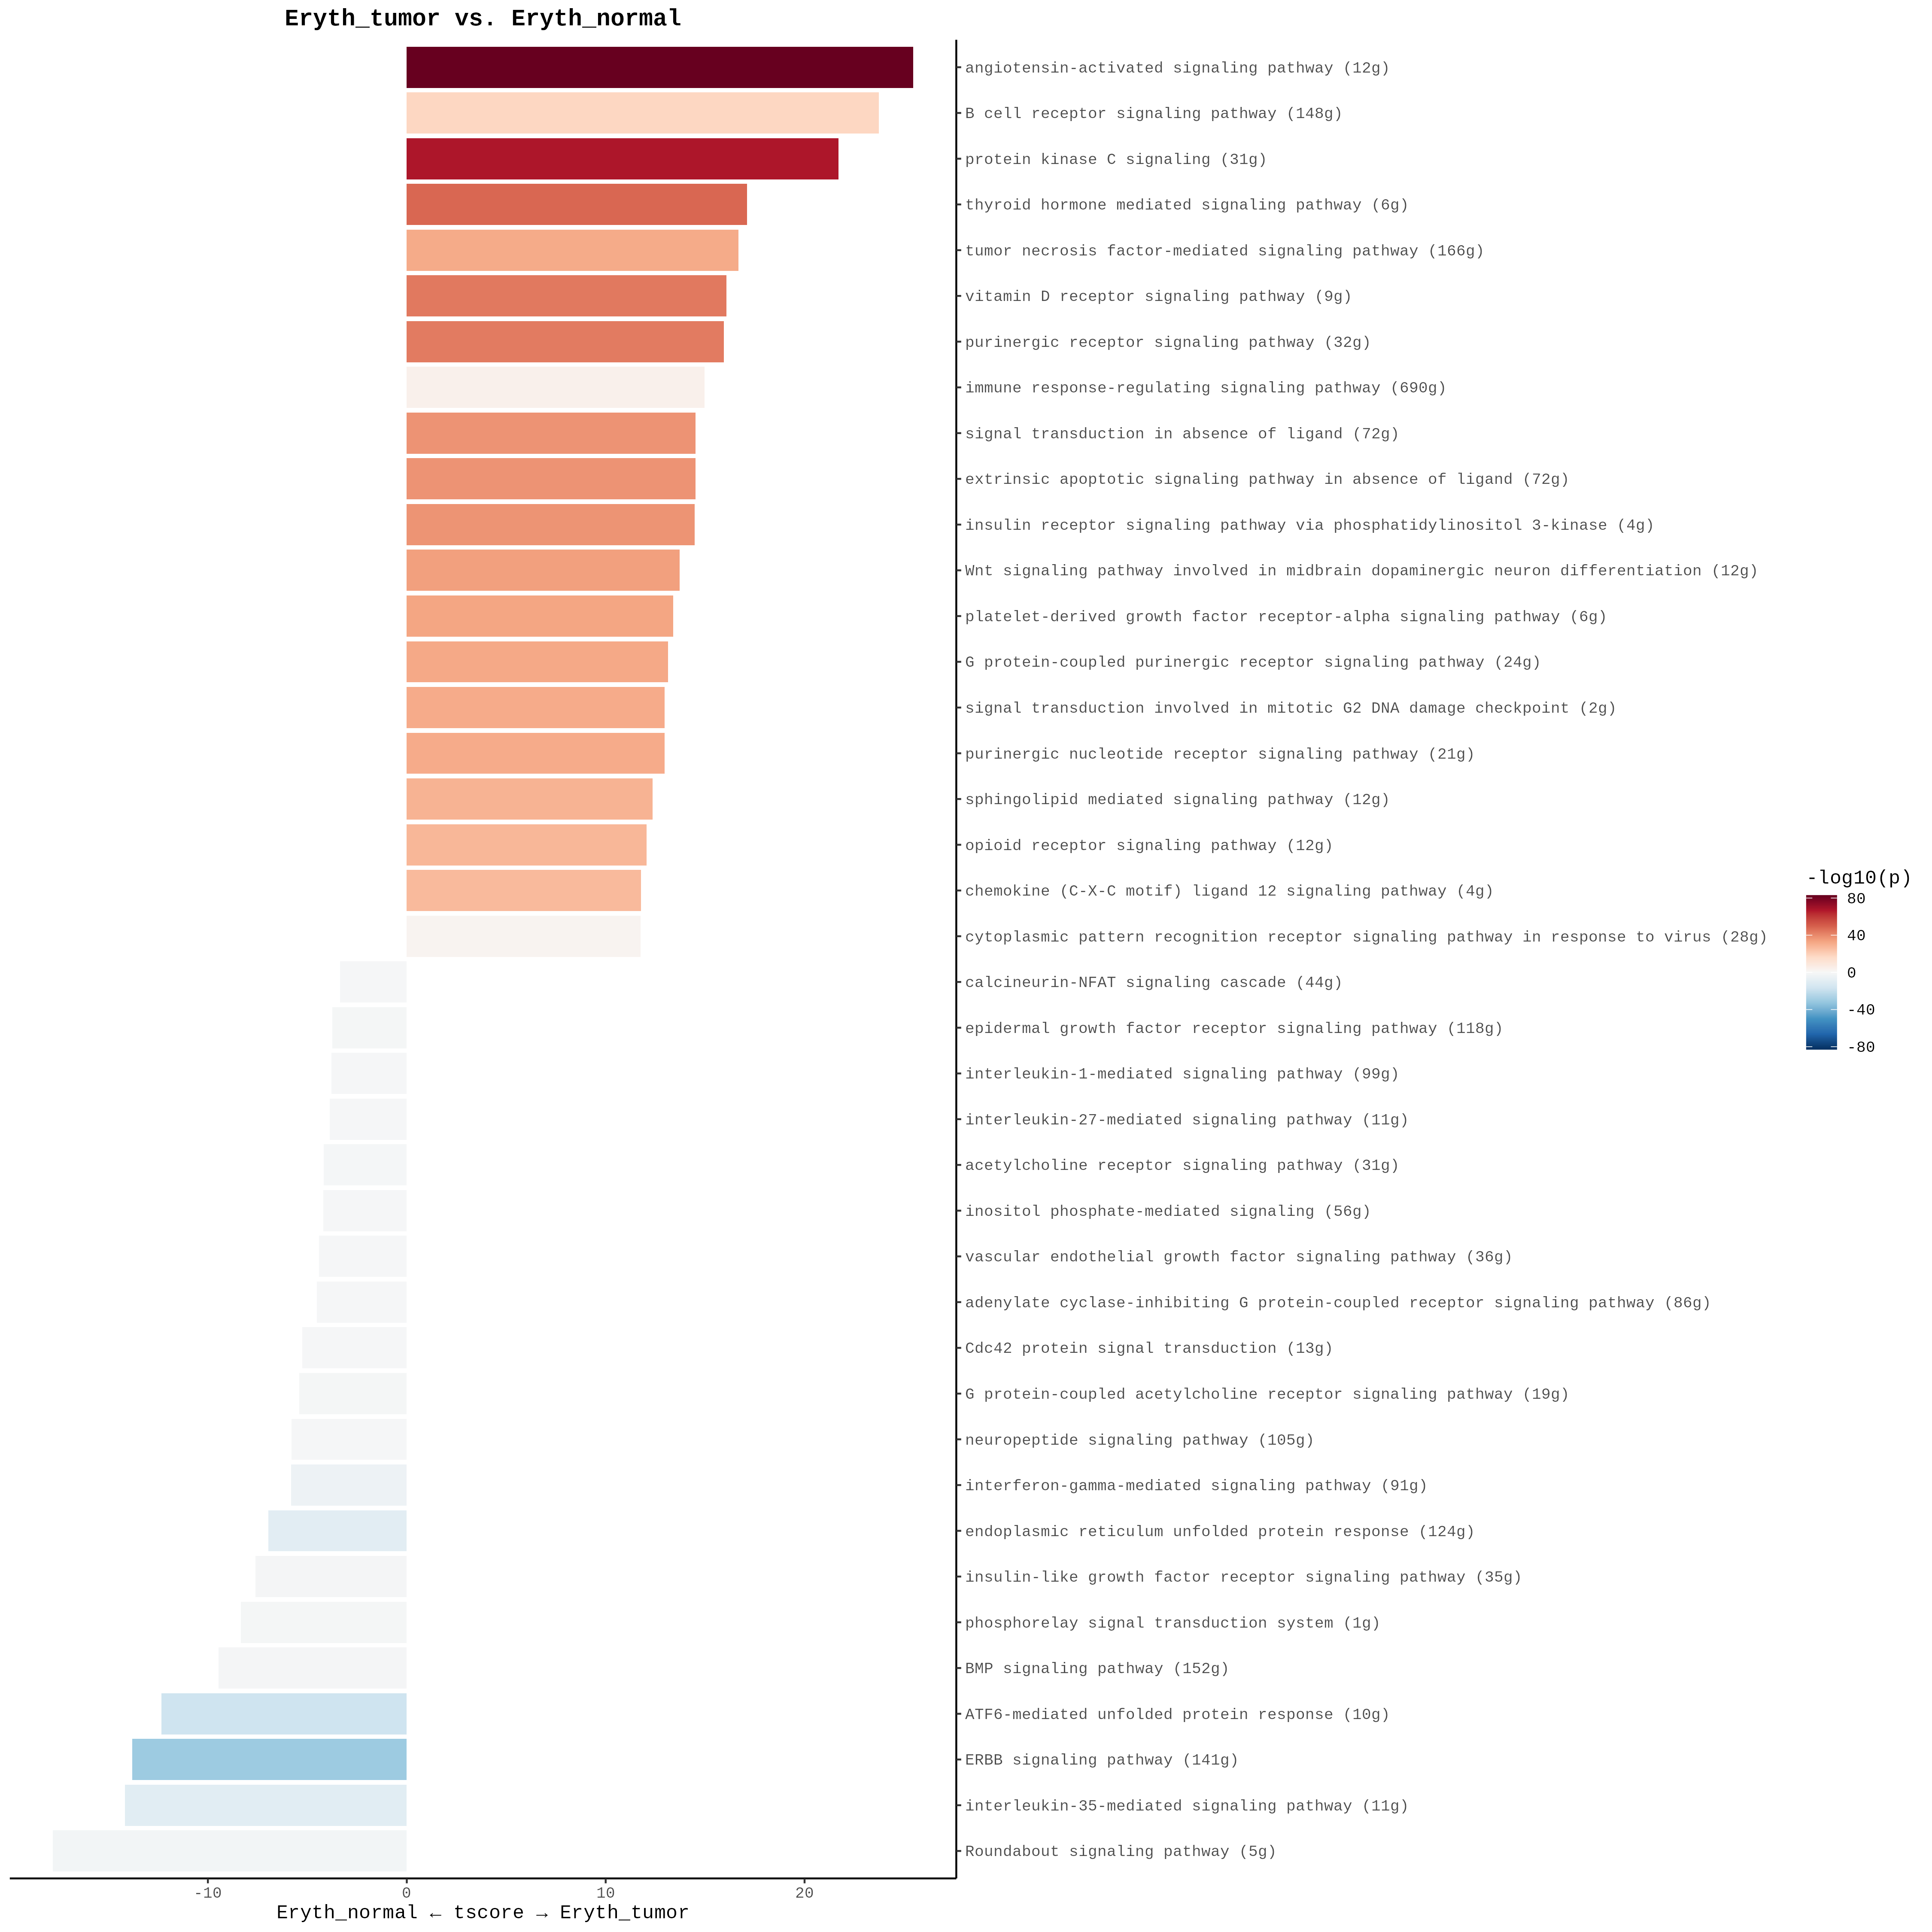 Eryth_tumor vs. Eryth_normal
angiotensin-activated signaling pathway (12g)
B cell receptor signaling pathway (148g)
protein kinase C signaling (31g)
thyroid hormone mediated signaling pathway (6g)
tumor necrosis factor-mediated signaling pathway (166g)
vitamin D receptor signaling pathway (9g)
purinergic receptor signaling pathway (32g)
immune response-regulating signaling pathway (690g)
signal transduction in absence of ligand (72g)
extrinsic apoptotic signaling pathway in absence of ligand (72g)
insulin receptor signaling pathway via phosphatidylinositol 3-kinase (4g)
Wnt signaling pathway involved in midbrain dopaminergic neuron differentiation (12g)
platelet-derived growth factor receptor-alpha signaling pathway (6g)
G protein-coupled purinergic receptor signaling pathway (24g)
signal transduction involved in mitotic G2 DNA damage checkpoint (2g)
purinergic nucleotide receptor signaling pathway (21g)
sphingolipid mediated signaling pathway (12g)
opioid receptor signaling pathway (12g)
chemokine (C-X-C motif) ligand 12 signaling pathway (4g)
cytoplasmic pattern recognition receptor signaling pathway in response to virus (28g)
calcineurin-NFAT signaling cascade (44g)
epidermal growth factor receptor signaling pathway (118g)
interleukin-1-mediated signaling pathway (99g)
interleukin-27-mediated signaling pathway (11g)
acetylcholine receptor signaling pathway (31g)
inositol phosphate-mediated signaling (56g)
vascular endothelial growth factor signaling pathway (36g)
adenylate cyclase-inhibiting G protein-coupled receptor signaling pathway (86g)
Cdc42 protein signal transduction (13g)
G protein-coupled acetylcholine receptor signaling pathway (19g)
neuropeptide signaling pathway (105g)
interferon-gamma-mediated signaling pathway (91g)
endoplasmic reticulum unfolded protein response (124g)
insulin-like growth factor receptor signaling pathway (35g)
phosphorelay signal transduction system (1g)
BMP signaling pathway (152g)
ATF6-mediated unfolded protein response (10g)
ERBB signaling pathway (141g)
interleukin-35-mediated signaling pathway (11g)
Roundabout signaling pathway (5g)
-10 0 10 20
Eryth_normal ← tscore → Eryth_tumor
-log10(p)
80
40
0
-40
-80